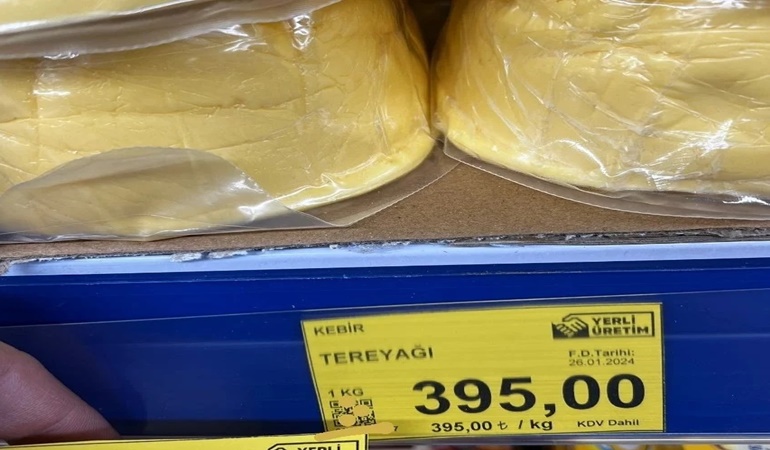 KEBİR
YERLİ
ÜRETİM
TEREYAĞI
F.D.Tarihi:
26.01.2024
1 KG
395,00
395,00 ₺ / kg
KDV Dahil
YERLİ